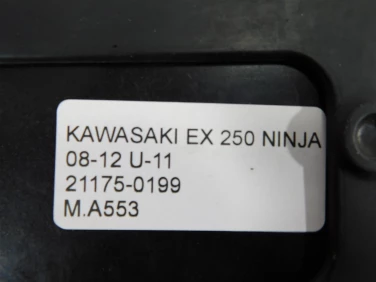 KAWASAKI EX 250 NINJA
08-12 U-11
21175-0199
M.A553